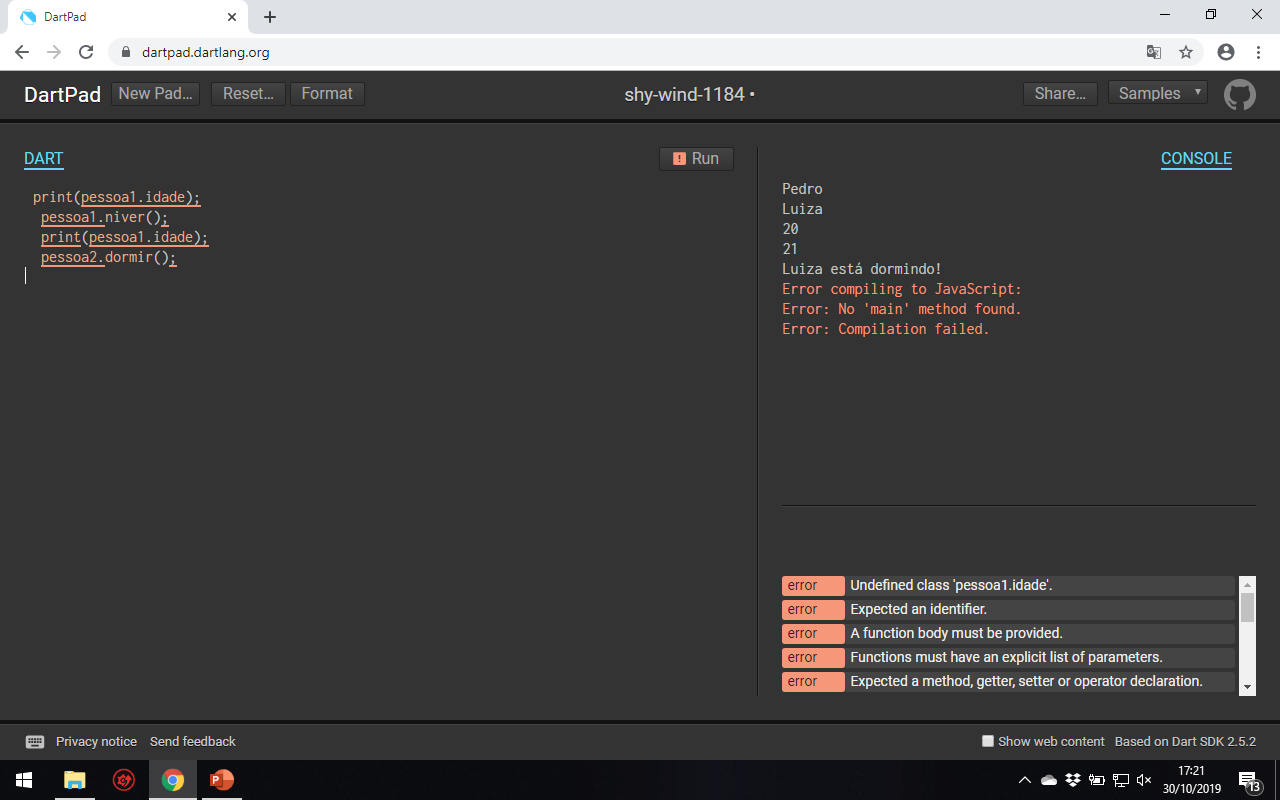 DartPad
dartpad.dartlang.org
DartPad New Pad... Reset... Format shy-wind-1184 • Share... Samples
DART
! Run
CONSOLE
print(pessoa1.idade);
pessoa1.niver();
print(pessoa1.idade);
pessoa2.dormir();
Pedro
Luiza
20
21
Luiza está dormindo!
Error compiling to JavaScript:
Error: No 'main' method found.
Error: Compilation failed.
error Undefined class 'pessoa1.idade'.
error Expected an identifier.
error A function body must be provided.
error Functions must have an explicit list of parameters.
error Expected a method, getter, setter or operator declaration.
Privacy notice Send feedback
Show web content Based on Dart SDK 2.5.2
P
17:21
30/10/2019
13